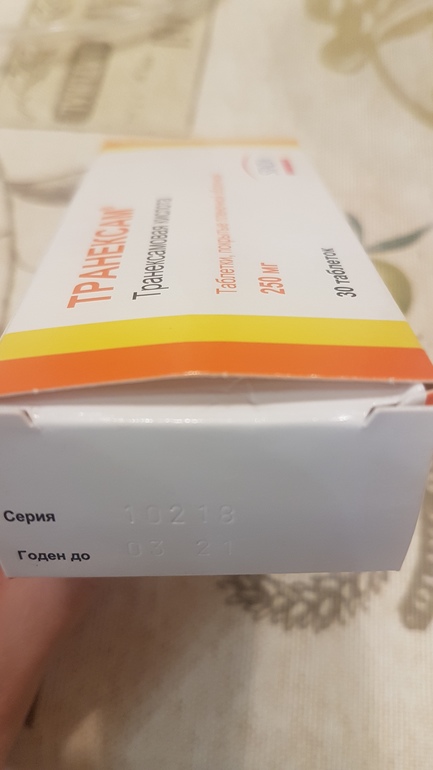 ТРАНЕКСАМ®
Транексамовая кислота
Таблетки, покрытые пленочной оболочкой
250 мг
30 таблеток
Серия 10218
Годен до 03 21